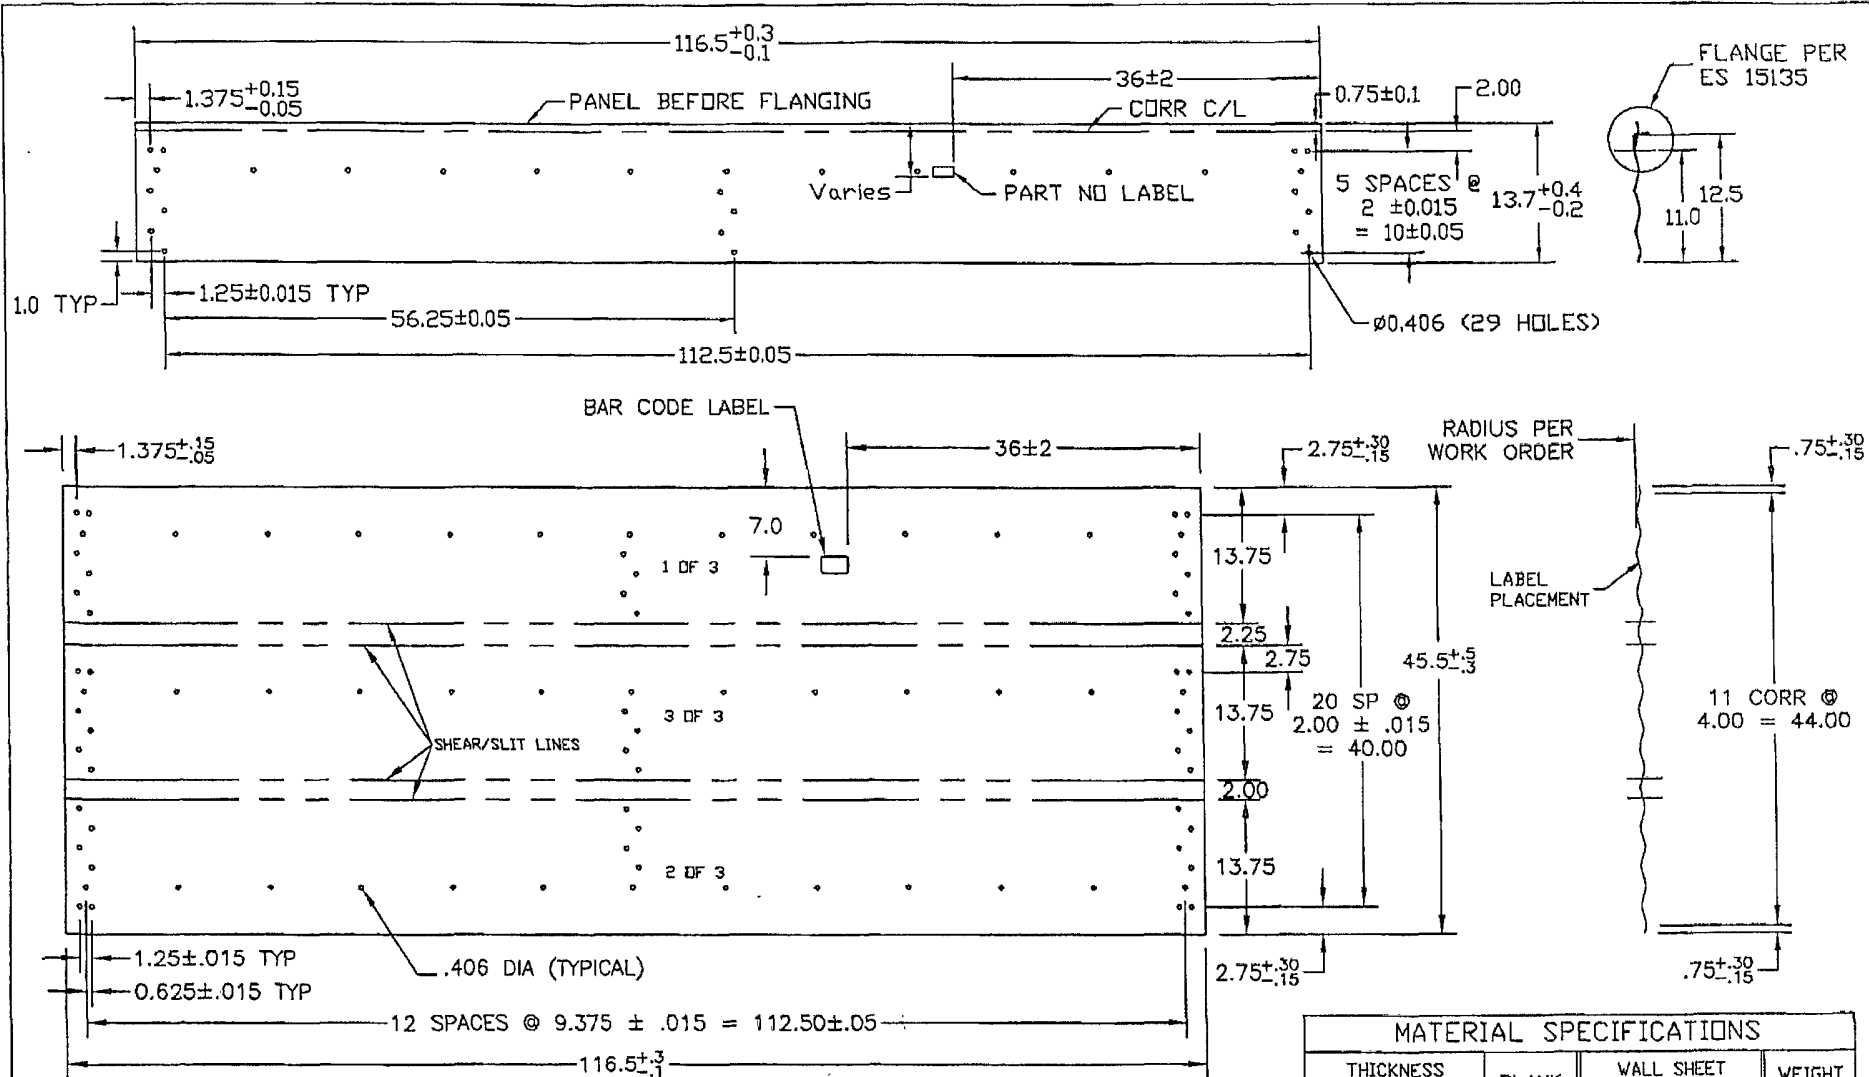 116.5+0.3-0.1
36±2
FLANGE PER
ES 15135
1.375+0.15-0.05
PANEL BEFORE FLANGING
CORR C/L
0.75±0.1
2.00
Varies
PART NO LABEL
5 SPACES @
2 ±0.015
= 10±0.05
13.7+0.4-0.2
11.0
12.5
1.0 TYP
1.25±0.015 TYP
56.25±0.05
112.5±0.05
ø0.406 (29 HOLES)
BAR CODE LABEL
1.375+.15-.05
36±2
2.75+.30-.15
RADIUS PER
WORK ORDER
.75+.30-.15
7.0
1 OF 3
13.75
LABEL
PLACEMENT
2.25
2.75
45.5+.5-.3
3 OF 3
13.75
20 SP @
2.00 ± .015
= 40.00
11 CORR @
4.00 = 44.00
SHEAR/SLIT LINES
2.00
2 OF 3
13.75
1.25±.015 TYP
.406 DIA (TYPICAL)
2.75+.30-.15
.75+.30-.15
0.625±.015 TYP
12 SPACES @ 9.375 ± .015 = 112.50±.05
116.5+.3-.1
MATERIAL SPECIFICATIONS
THICKNESS
BLANK
WALL SHEET
WEIGHT